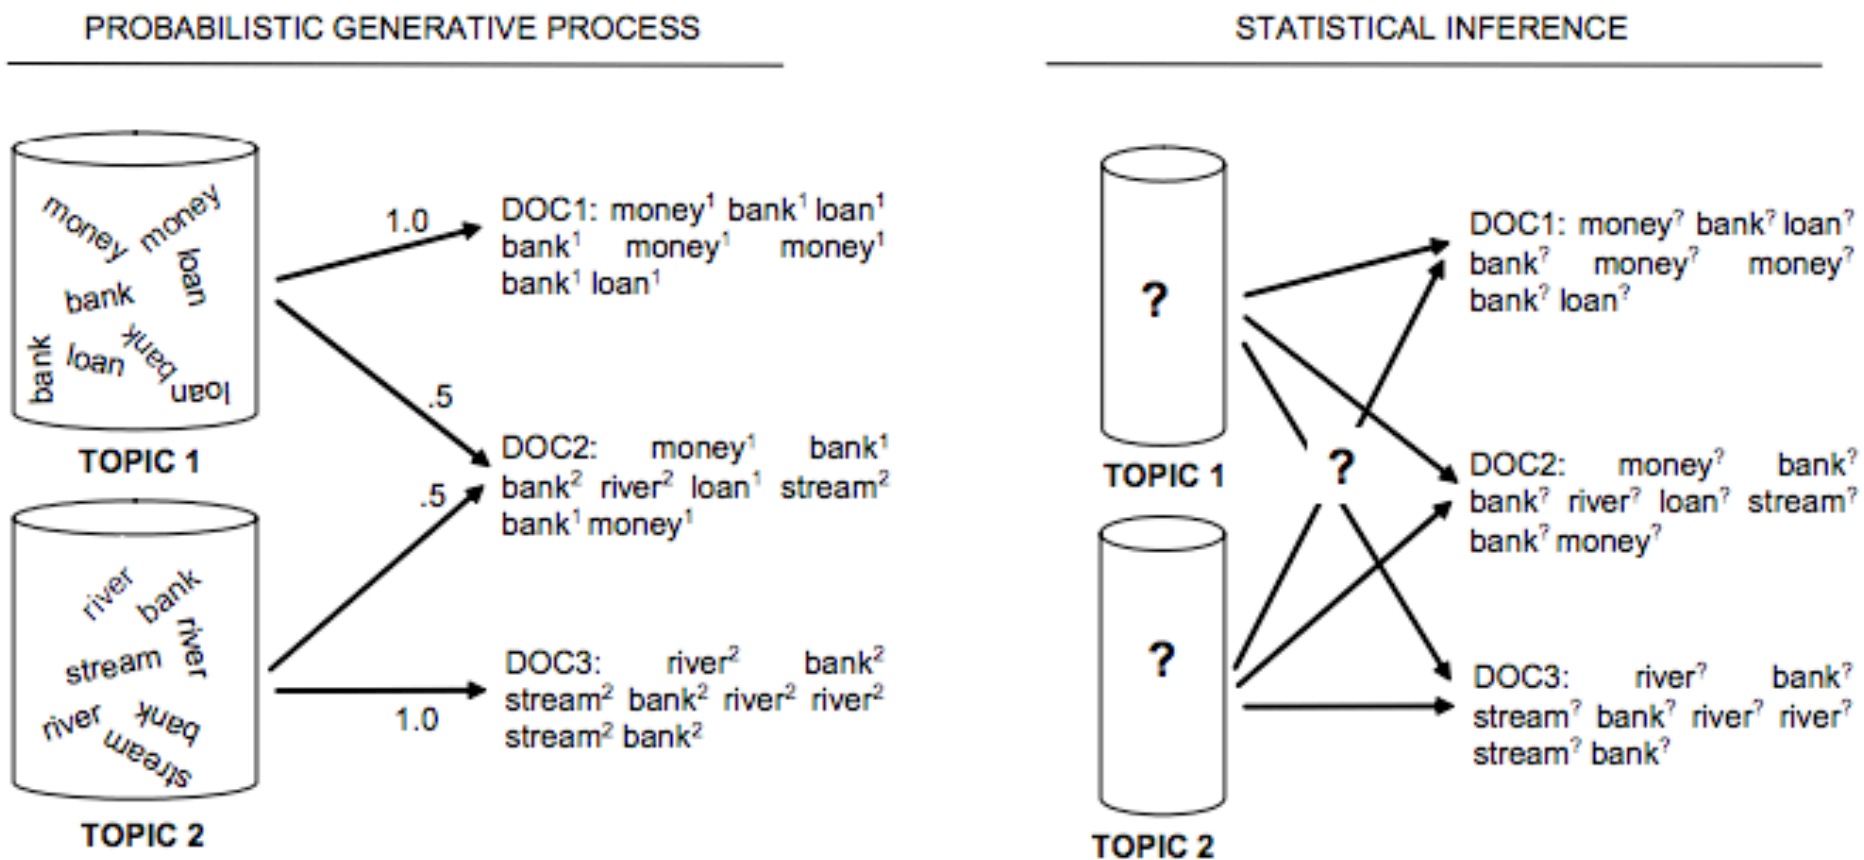 PROBABILISTIC GENERATIVE PROCESS
money money
loan
bank
bank loan bank
loan
TOPIC 1
1.0
.5
DOC1: money¹ bank¹ loan¹
bank¹ money¹ money¹
bank¹ loan¹
DOC2: money¹ bank¹
bank² river² loan¹ stream²
bank¹ money¹
river bank
river
stream
river bank
stream
TOPIC 2
.5
1.0
DOC3: river² bank²
stream² bank² river² river²
stream² bank²
STATISTICAL INFERENCE
?
TOPIC 1
?
?
TOPIC 2
DOC1: money? bank? loan?
bank? money? money?
bank? loan?
DOC2: money? bank?
bank? river? loan? stream?
bank? money?
DOC3: river? bank?
stream? bank? river? river?
stream? bank?